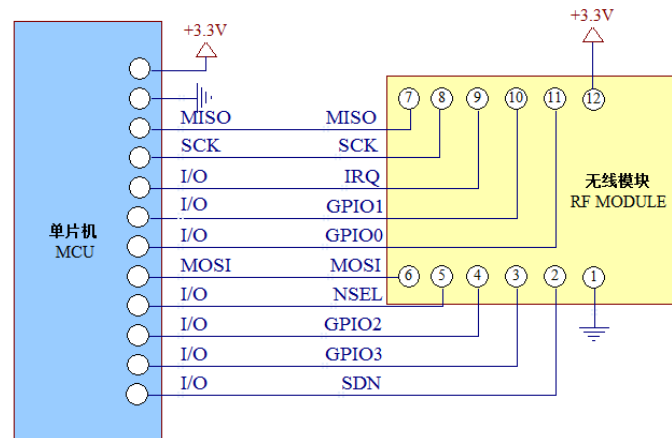 +3.3V
+3.3V
7 8 9 10 11 12
MISO MISO
SCK SCK
I/O IRQ
无线模块
RF MODULE
I/O GPIO1
单片机
MCU
I/O GPIO0
MOSI MOSI
6 5 4 3 2 1
I/O NSEL
I/O GPIO2
I/O GPIO3
I/O SDN